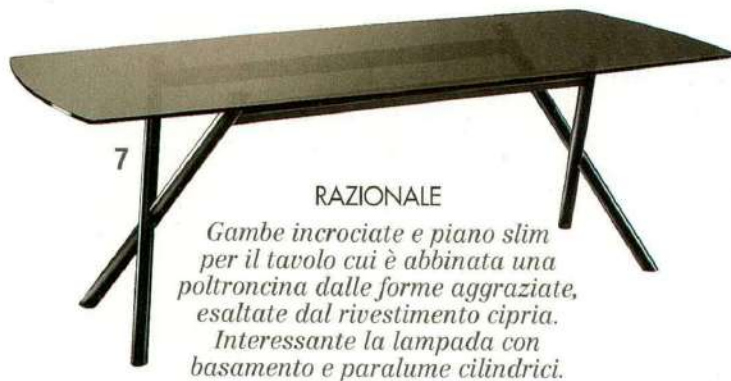 7
RAZIONALE
Gambe incrociate e piano slim
per il tavolo cui è abbinata una
poltroncina dalle forme aggraziate,
esaltate dal rivestimento cipria.
Interessante la lampada con
basamento e paralume cilindrici.